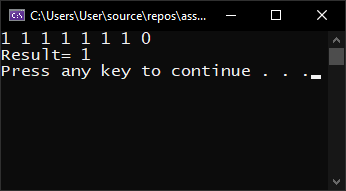 C:\Users\User\source\repos\ass...
1 1 1 1 1 1 1 0
Result= 1
Press any key to continue . . .